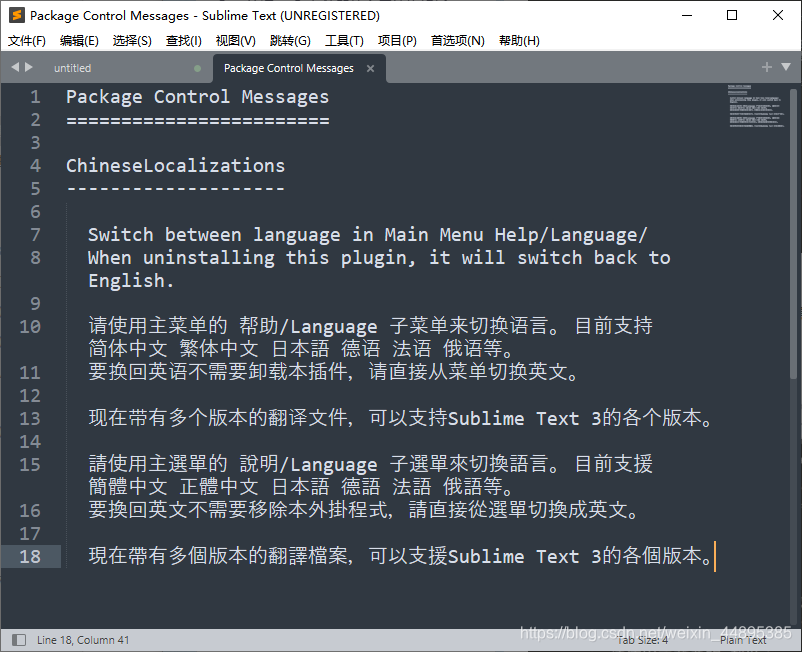 Package Control Messages - Sublime Text (UNREGISTERED)
文件(F) 编辑(E) 选择(S) 查找(I) 视图(V) 跳转(G) 工具(T) 项目(P) 首选项(N) 帮助(H)
untitled Package Control Messages
1 Package Control Messages
2 ========================
3
4 ChineseLocalizations
5 --------------------
6
7 Switch between language in Main Menu Help/Language/
8 When uninstalling this plugin, it will switch back to
English.
9
10 请使用主菜单的 帮助/Language 子菜单来切换语言。 目前支持
简体中文 繁体中文 日本語 德语 法语 俄语等。
11 要換回英语不需要卸载本插件，请直接从菜单切换英文。
12
13 现在带有多个版本的翻译文件，可以支持Sublime Text 3的各个版本。
14
15 請使用主選單的 說明/Language 子選單來切換語言。 目前支援
簡體中文 正體中文 日本語 德語 法語 俄語等。
16 要換回英文不需要移除本外掛程式，請直接從選單切換成英文。
17
18 現在帶有多個版本的翻譯檔案，可以支援Sublime Text 3的各個版本。
Line 18, Column 41 Tab Size: 4 Plain Text
https://blog.csdn.net/weixin_44895385